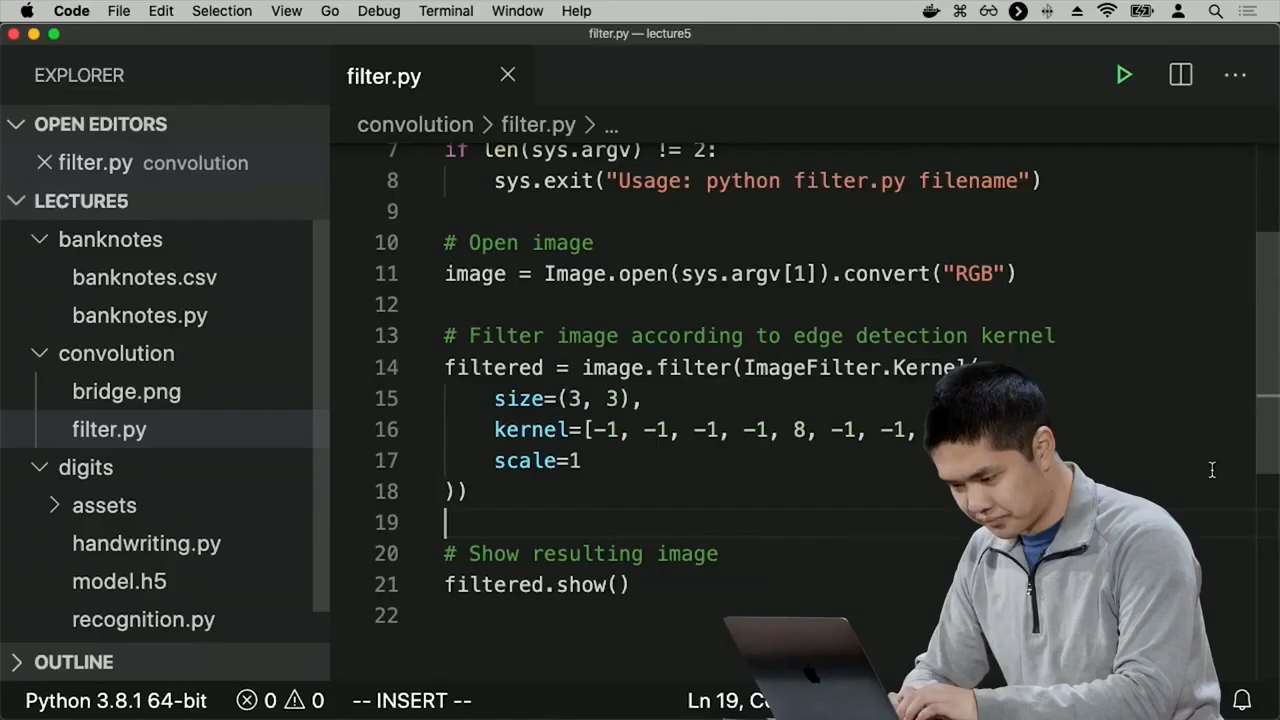 Code File Edit Selection View Go Debug Terminal Window Help
filter.py — lecture5
EXPLORER
OPEN EDITORS
filter.py convolution
LECTURE5
banknotes
banknotes.csv
banknotes.py
convolution
bridge.png
filter.py
digits
assets
handwriting.py
model.h5
recognition.py
OUTLINE
filter.py
convolution > filter.py > ...
7 if len(sys.argv) != 2:
8 sys.exit("Usage: python filter.py filename")
9
10 # Open image
11 image = Image.open(sys.argv[1]).convert("RGB")
12
13 # Filter image according to edge detection kernel
14 filtered = image.filter(ImageFilter.Kernel(
15 size=(3, 3),
16 kernel=[-1, -1, -1, -1, 8, -1, -1,
17 scale=1
18 ))
19
20 # Show resulting image
21 filtered.show()
22
Python 3.8.1 64-bit 0 0 -- INSERT -- Ln 19,